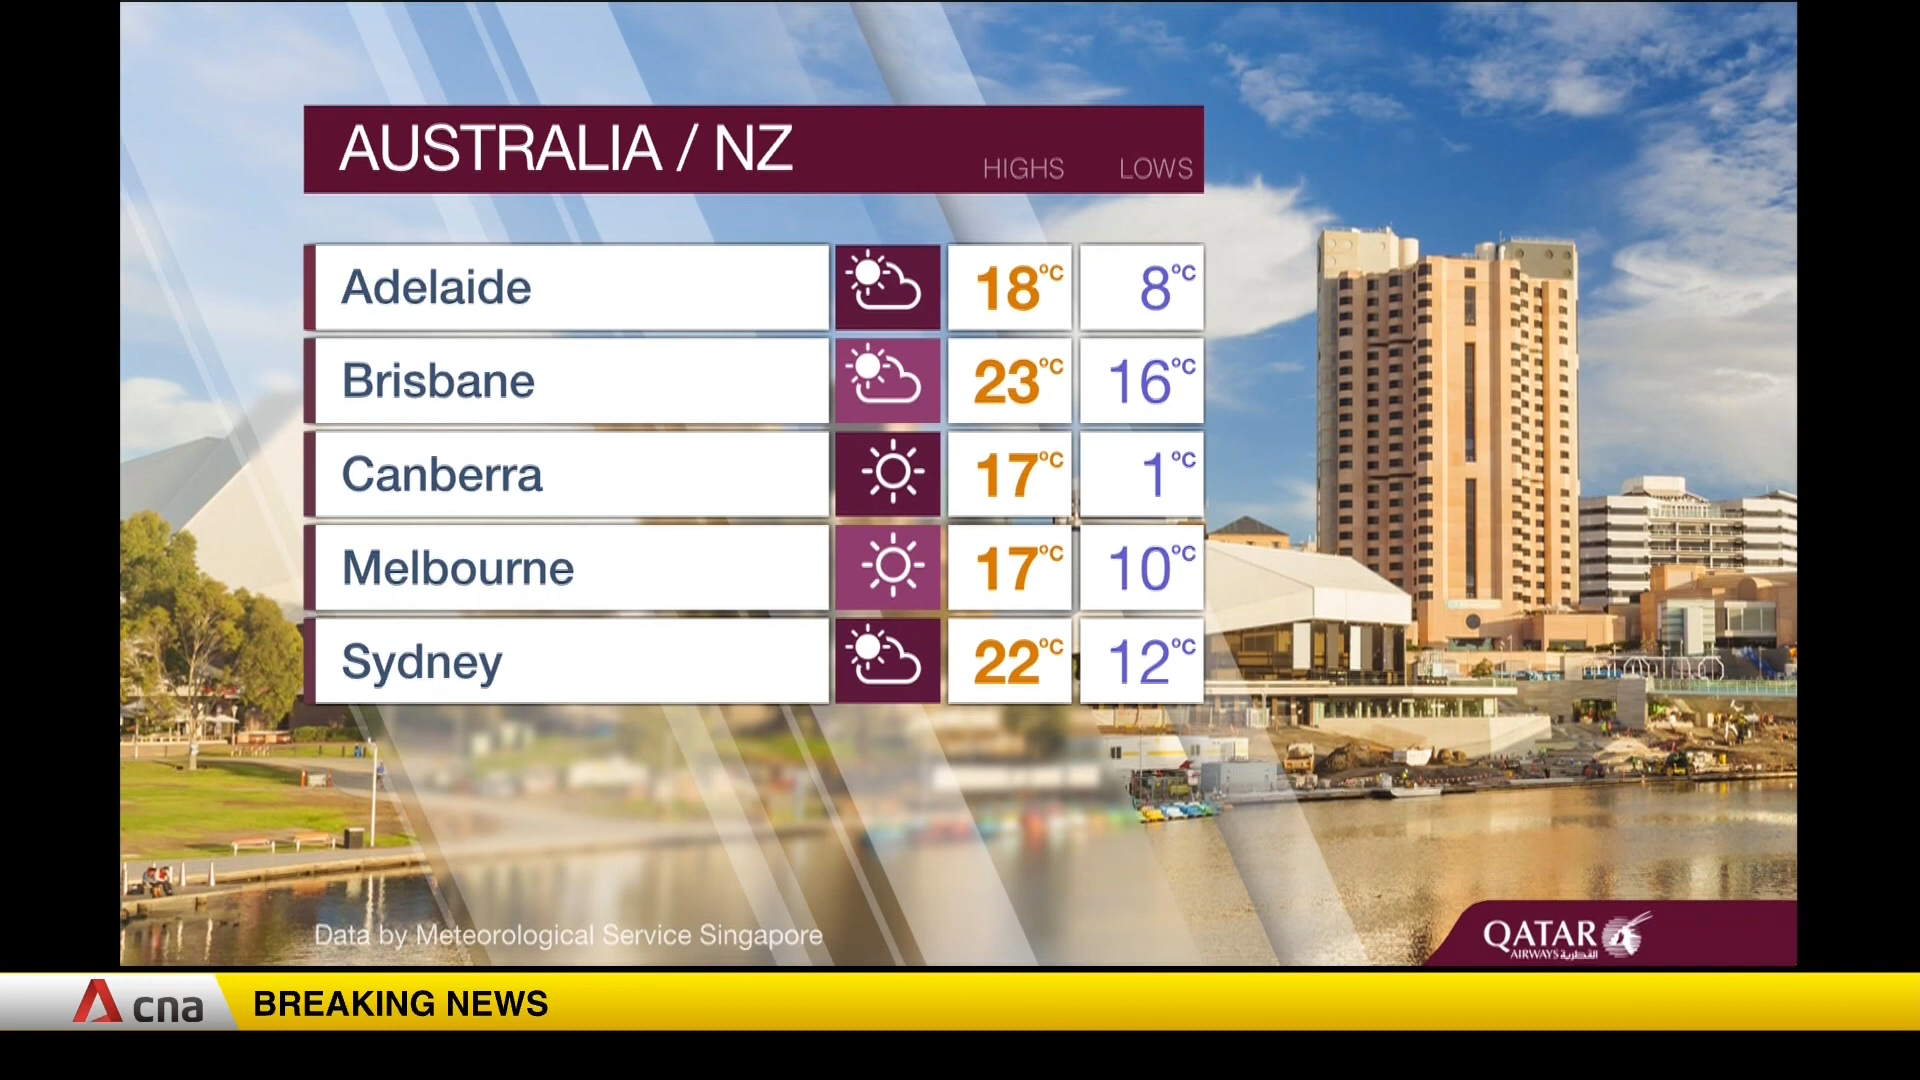 AUSTRALIA / NZ HIGHS LOWS
Adelaide 18°C 8°C
Brisbane 23°C 16°C
Canberra 17°C 1°C
Melbourne 17°C 10°C
Sydney 22°C 12°C
Data by Meteorological Service Singapore
QATAR
AIRWAYS القطرية
cna BREAKING NEWS